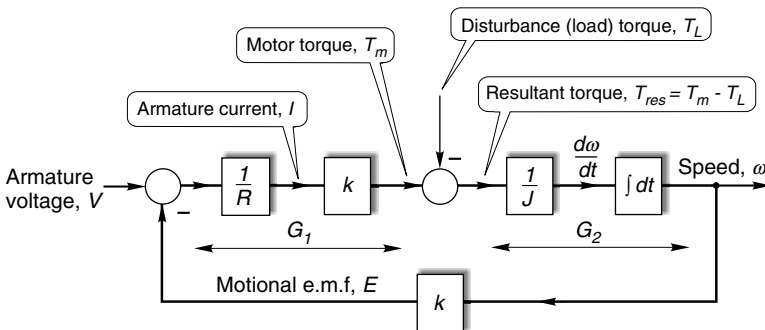 Disturbance (load) torque, T_L
Motor torque, T_m
Armature current, I
Resultant torque, T_res = T_m - T_L
Armature
voltage, V
−
1
R
k
−
1
J
dω
dt
∫ dt
Speed, ω
G_1
G_2
Motional e.m.f, E
k